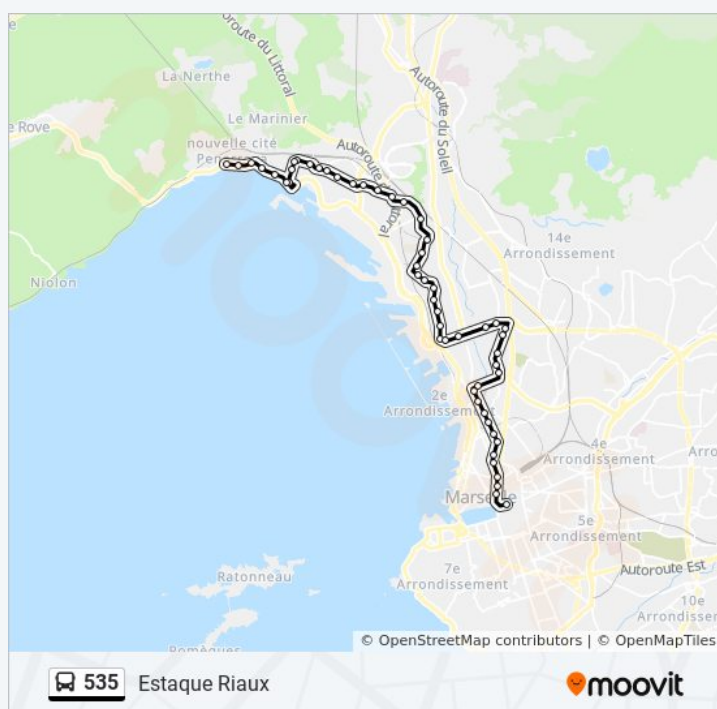 La Nerthe
Autoroute du Littoral
Autoroute du Soleil
e Rove
Le Marinier
nouvelle cité
Autoroute du Littoral
14e
Arrondissement
Niolon
2e
Arrondissement
4e
Arrondissement
Arro
Marseille
5e
Arrondissement
7e
Arrondissement
Autoroute Est
10e
Arrondissement
Ratonneau
Pomègues
© OpenStreetMap contributors | © OpenMapTiles
535 Estaque Riaux
moovit